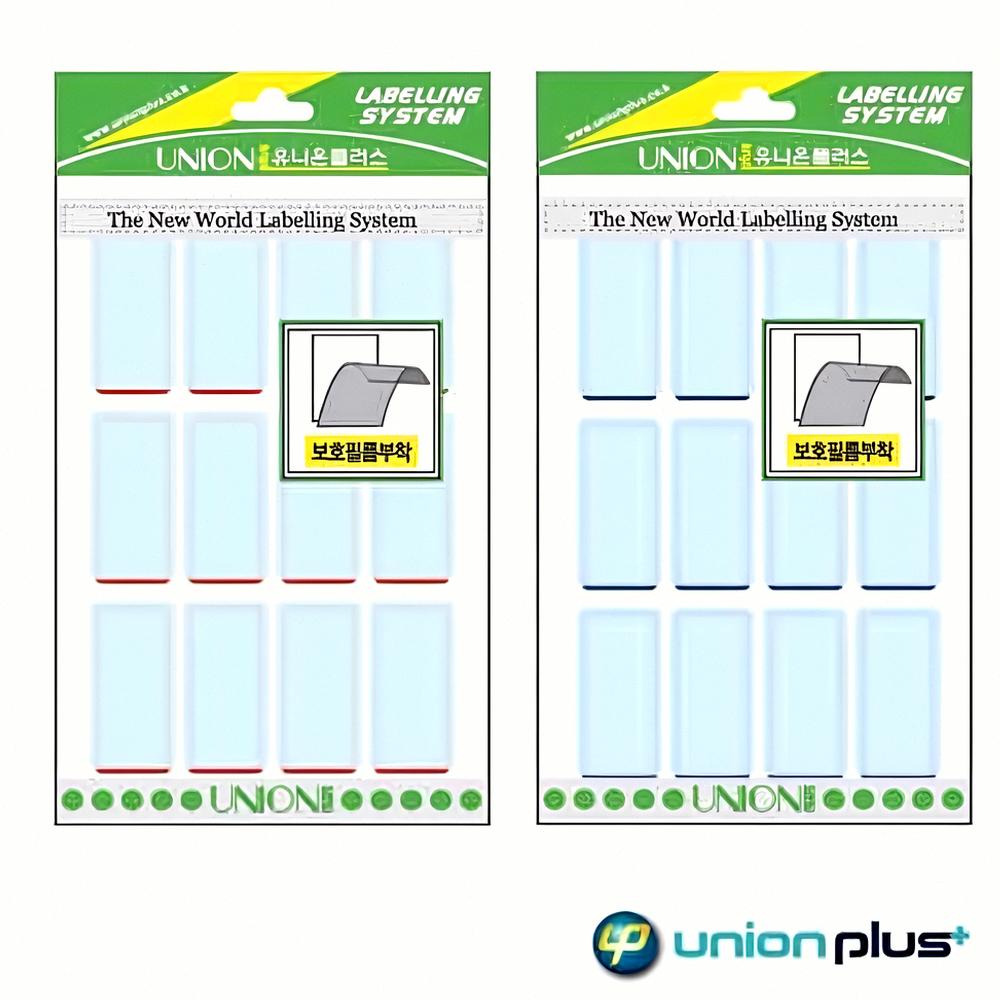 LABELLING
SYSTEM
UNION 유니온플러스
The New World Labelling System
보호필름부착
UNION
LABELLING
SYSTEM
UNION 유니온플러스
The New World Labelling System
보호필름부착
UNION
union plus+